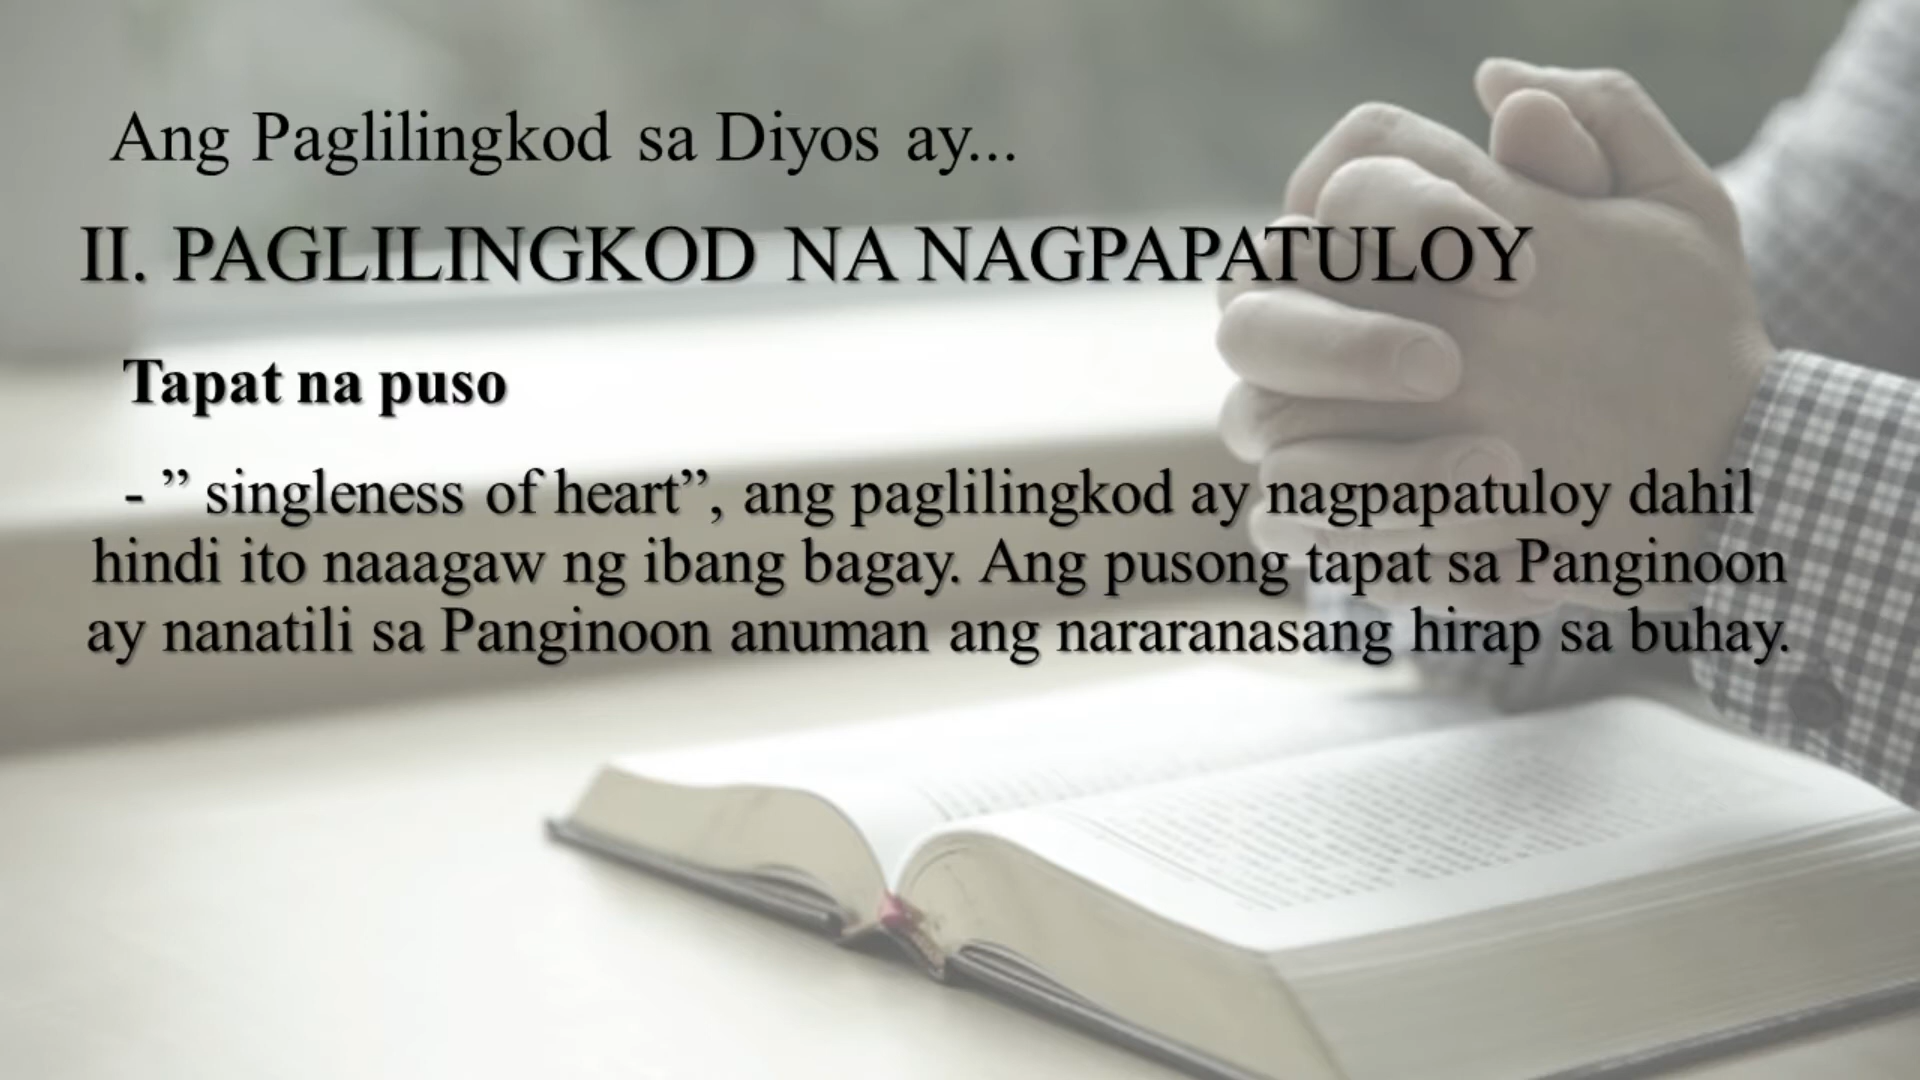 Ang Paglilingkod sa Diyos ay...
II. PAGLILINGKOD NA NAGPAPATULOY
Tapat na puso
- ” singleness of heart”, ang paglilingkod ay nagpapatuloy dahil
hindi ito naaagaw ng ibang bagay. Ang pusong tapat sa Panginoon
ay nanatili sa Panginoon anuman ang nararanasang hirap sa buhay.